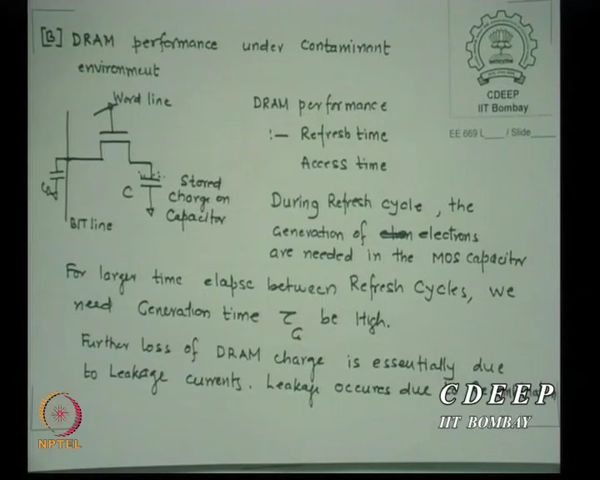 [B] DRAM performance under contaminant
environment
Word line
BIT line
C
Stored
charge on
Capacitor
DRAM performance
:— Refresh time
Access time
During Refresh cycle, the
Generation of electrons
are needed in the MOS capacitor
For larger time elapse between Refresh Cycles, we
need Generation time τG be High.
Further loss of DRAM charge is essentially due
to Leakage currents. Leakage occures due
CDEEP
IIT Bombay
EE 669 L___ / Slide___
NPTEL
CDEEP
IIT BOMBAY